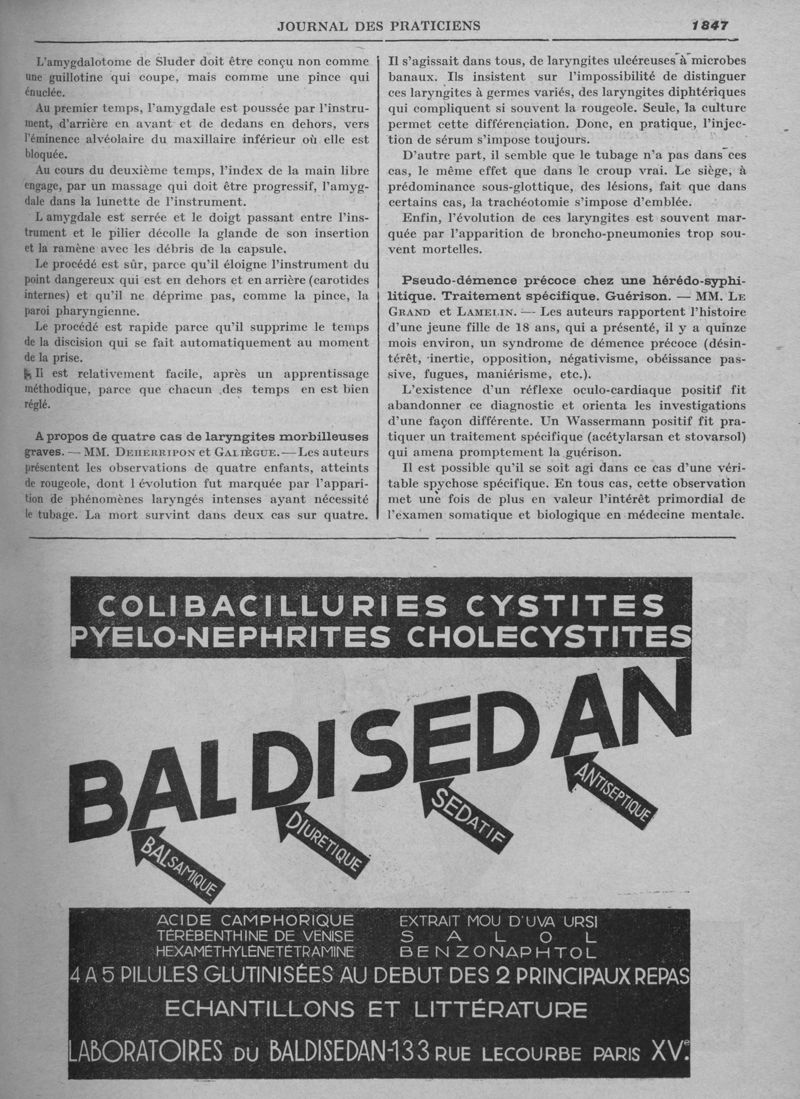 JOURNAL DES PRATICIENS 1847
L'amygdalotome de Sluder doit être conçu non comme
une guillotine qui coupe, mais comme une pince qui
énuclée.
Au premier temps, l'amygdale est poussée par l'instru-
ment, d'arrière en avant et de dedans en dehors, vers
l'éminence alvéolaire du maxillaire inférieur où elle est
bloquée.
Au cours du deuxième temps, l'index de la main libre
engage, par un massage qui doit être progressif, l'amyg-
dale dans la lunette de l'instrument.
L amygdale est serrée et le doigt passant entre l'ins-
trument et le pilier décolle la glande de son insertion
et la ramène avec les débris de la capsule.
Le procédé est sûr, parce qu'il éloigne l'instrument du
point dangereux qui est en dehors et en arrière (carotides
internes) et qu'il ne déprime pas, comme la pince, la
paroi pharyngienne.
Le procédé est rapide parce qu'il supprime le temps
de la discision qui se fait automatiquement au moment
de la prise.
Il est relativement facile, après un apprentissage
méthodique, parce que chacun des temps en est bien
réglé.
A propos de quatre cas de laryngites morbilleuses
graves. — MM. DEHERRIPON et GALIÈGUE. — Les auteurs
présentent les observations de quatre enfants, atteints
de rougeole, dont l évolution fut marquée par l'appari-
tion de phénomènes laryngés intenses ayant nécessité
le tubage. La mort survint dans deux cas sur quatre.
Il s'agissait dans tous, de laryngites ulcéreuses à microbes
banaux. Ils insistent sur l'impossibilité de distinguer
ces laryngites à germes variés, des laryngites diphtériques
qui compliquent si souvent la rougeole. Seule, la culture
permet cette différenciation. Donc, en pratique, l'injec-
tion de sérum s'impose toujours.
D'autre part, il semble que le tubage n'a pas dans ces
cas, le même effet que dans le croup vrai. Le siège, à
prédominance sous-glottique, des lésions, fait que dans
certains cas, la trachéotomie s'impose d'emblée.
Enfin, l'évolution de ces laryngites est souvent mar-
quée par l'apparition de broncho-pneumonies trop sou-
vent mortelles.
Pseudo-démence précoce chez une hérédo-syphi-
litique. Traitement spécifique. Guérison. — MM. LE
GRAND et LAMELIN. — Les auteurs rapportent l'histoire
d'une jeune fille de 18 ans, qui a présenté, il y a quinze
mois environ, un syndrome de démence précoce (désin-
térêt, inertie, opposition, négativisme, obéissance pas-
sive, fugues, maniérisme, etc.).
L'existence d'un réflexe oculo-cardiaque positif fit
abandonner ce diagnostic et orienta les investigations
d'une façon différente. Un Wassermann positif fit pra-
tiquer un traitement spécifique (acétylarsan et stovarsol)
qui amena promptement la guérison.
Il est possible qu'il se soit agi dans ce cas d'une véri-
table spychose spécifique. En tous cas, cette observation
met une fois de plus en valeur l'intérêt primordial de
l'examen somatique et biologique en médecine mentale.
COLIBACILLURIES CYSTITES
PYELO-NEPHRITES CHOLECYSTITES
BALDISEDAN
BALSAMIQUE
DIURETIQUE
SEDATIF
ANTISEPTIQUE
ACIDE CAMPHORIQUE EXTRAIT MOU D'UVA URSI
TÉRÉBENTHINE DE VENISE S A L O L
HEXAMÉTHYLÈNETÉTRAMINE BENZONAPHTOL
4 A 5 PILULES GLUTINISÉES AU DEBUT DES 2 PRINCIPAUX REPAS
ECHANTILLONS ET LITTÉRATURE
LABORATOIRES DU BALDISEDAN-133 RUE LECOURBE PARIS XVe.